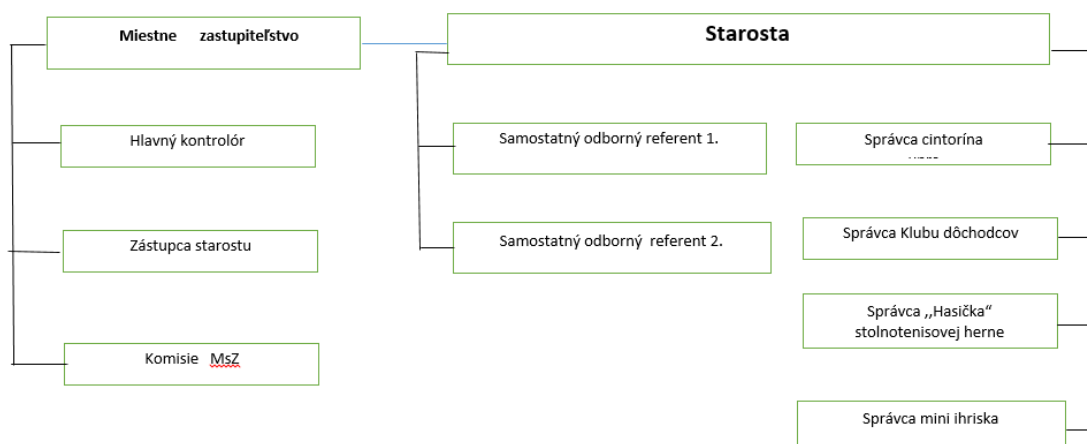 Miestne zastupiteľstvo
Starosta
Hlavný kontrolór
Samostatný odborný referent 1.
Správca cintorína
Zástupca starostu
Samostatný odborný referent 2.
Správca Klubu dôchodcov
Správca ,,Hasička“
stolnotenisovej herne
Komisie MsZ
Správca mini ihriska